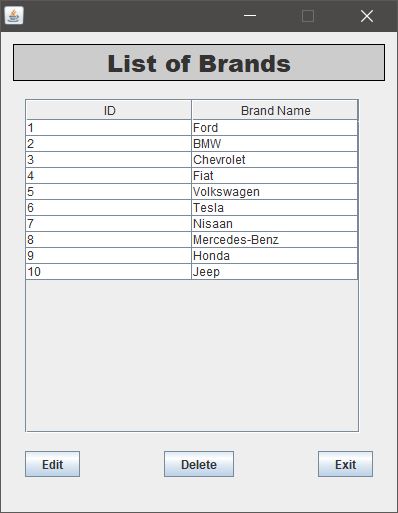 List of Brands
ID Brand Name
1 Ford
2 BMW
3 Chevrolet
4 Fiat
5 Volkswagen
6 Tesla
7 Nisaan
8 Mercedes-Benz
9 Honda
10 Jeep
Edit Delete Exit